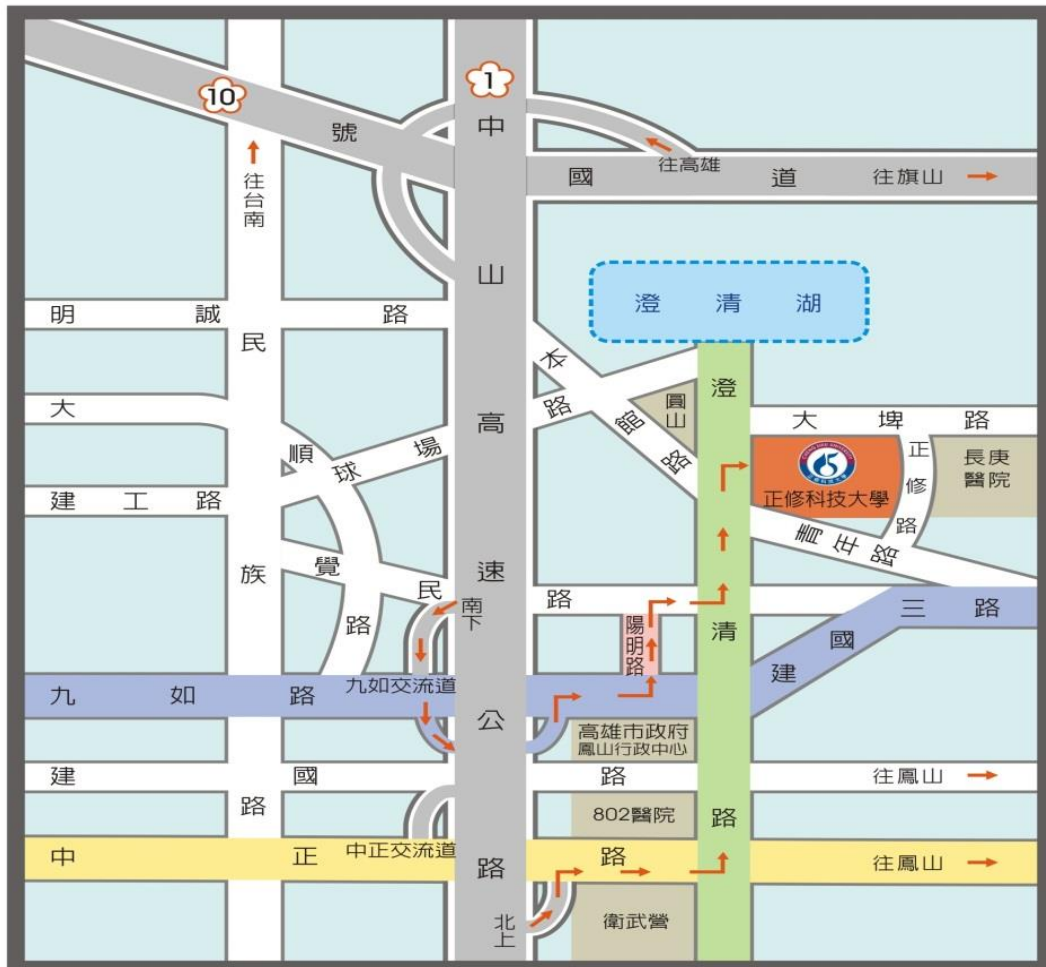 10
號
1
中山高速公路
國道
往高雄
往旗山
往台南
明誠路
民族路
澄清湖
本館路
大順路
球場路
建工路
圓山
澄清路
大埤路
正修科技大學
正修路
長庚
醫院
青年路
覺民路
南下
陽明路
建國三路
九如路
九如交流道
高雄市政府
鳳山行政中心
建國路
往鳳山
802醫院
中正路
中正交流道
往鳳山
北上
衛武營